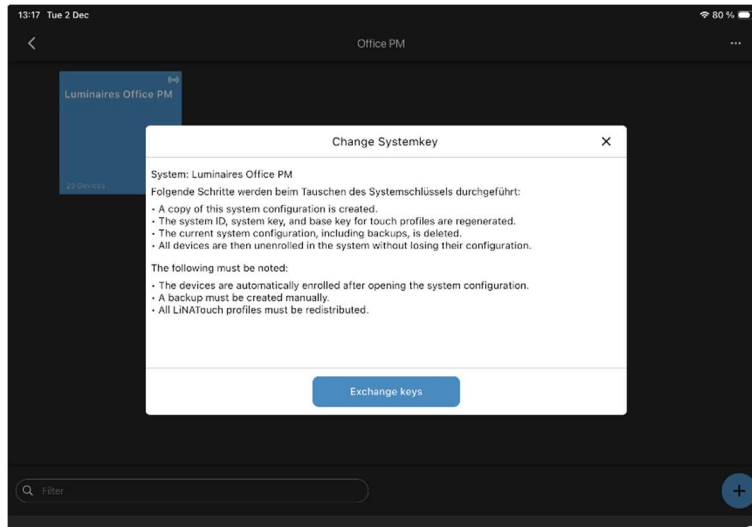 13:17 Tue 2 Dec
80 %
Office PM
Luminaires Office PM
29 Devices
Change Systemkey
System: Luminaires Office PM
Folgende Schritte werden beim Tauschen des Systemschlüssels durchgeführt:
• A copy of this system configuration is created.
• The system ID, system key, and base key for touch profiles are regenerated.
• The current system configuration, including backups, is deleted.
• All devices are then unenrolled in the system without losing their configuration.
The following must be noted:
• The devices are automatically enrolled after opening the system configuration.
• A backup must be created manually.
• All LiNATouch profiles must be redistributed.
Exchange keys
Filter